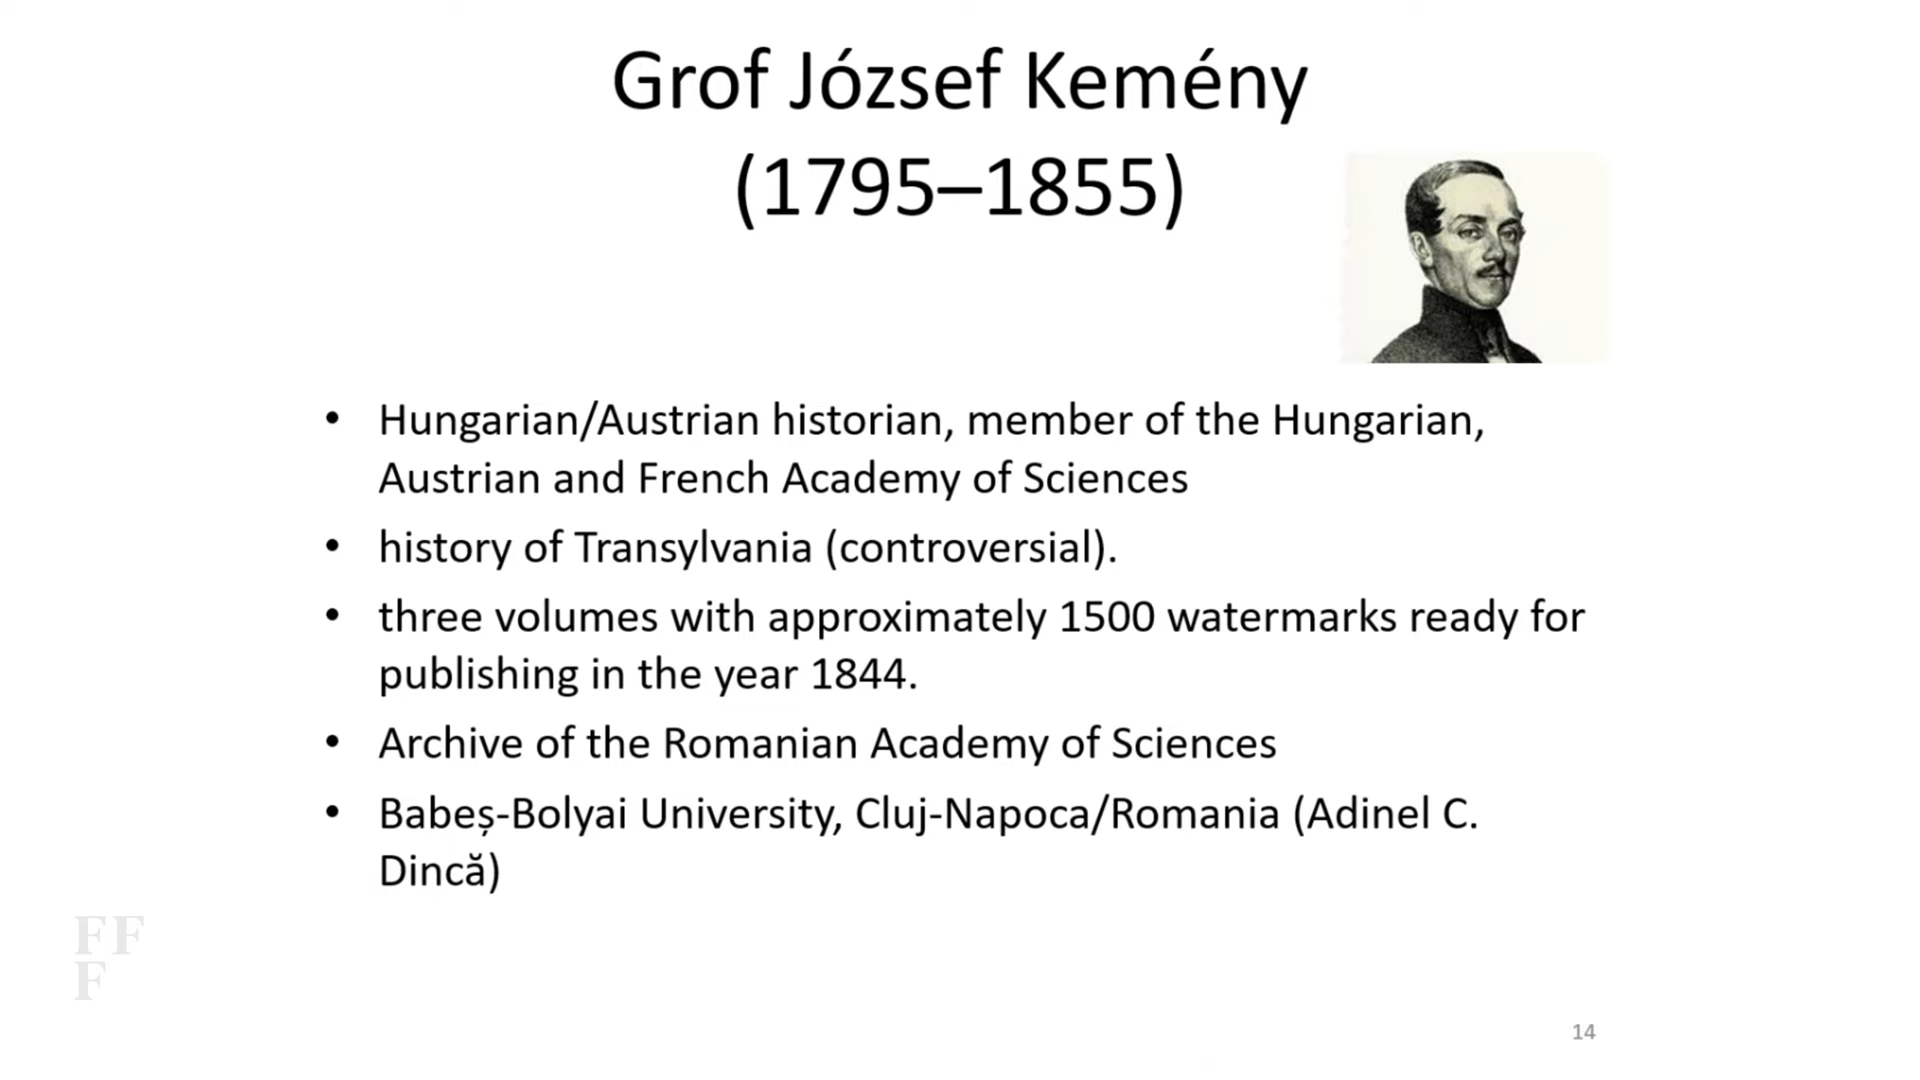 Grof József Kemény
(1795–1855)
• Hungarian/Austrian historian, member of the Hungarian,
Austrian and French Academy of Sciences
• history of Transylvania (controversial).
• three volumes with approximately 1500 watermarks ready for
publishing in the year 1844.
• Archive of the Romanian Academy of Sciences
• Babeș-Bolyai University, Cluj-Napoca/Romania (Adinel C.
Dincă)
FF
F
14